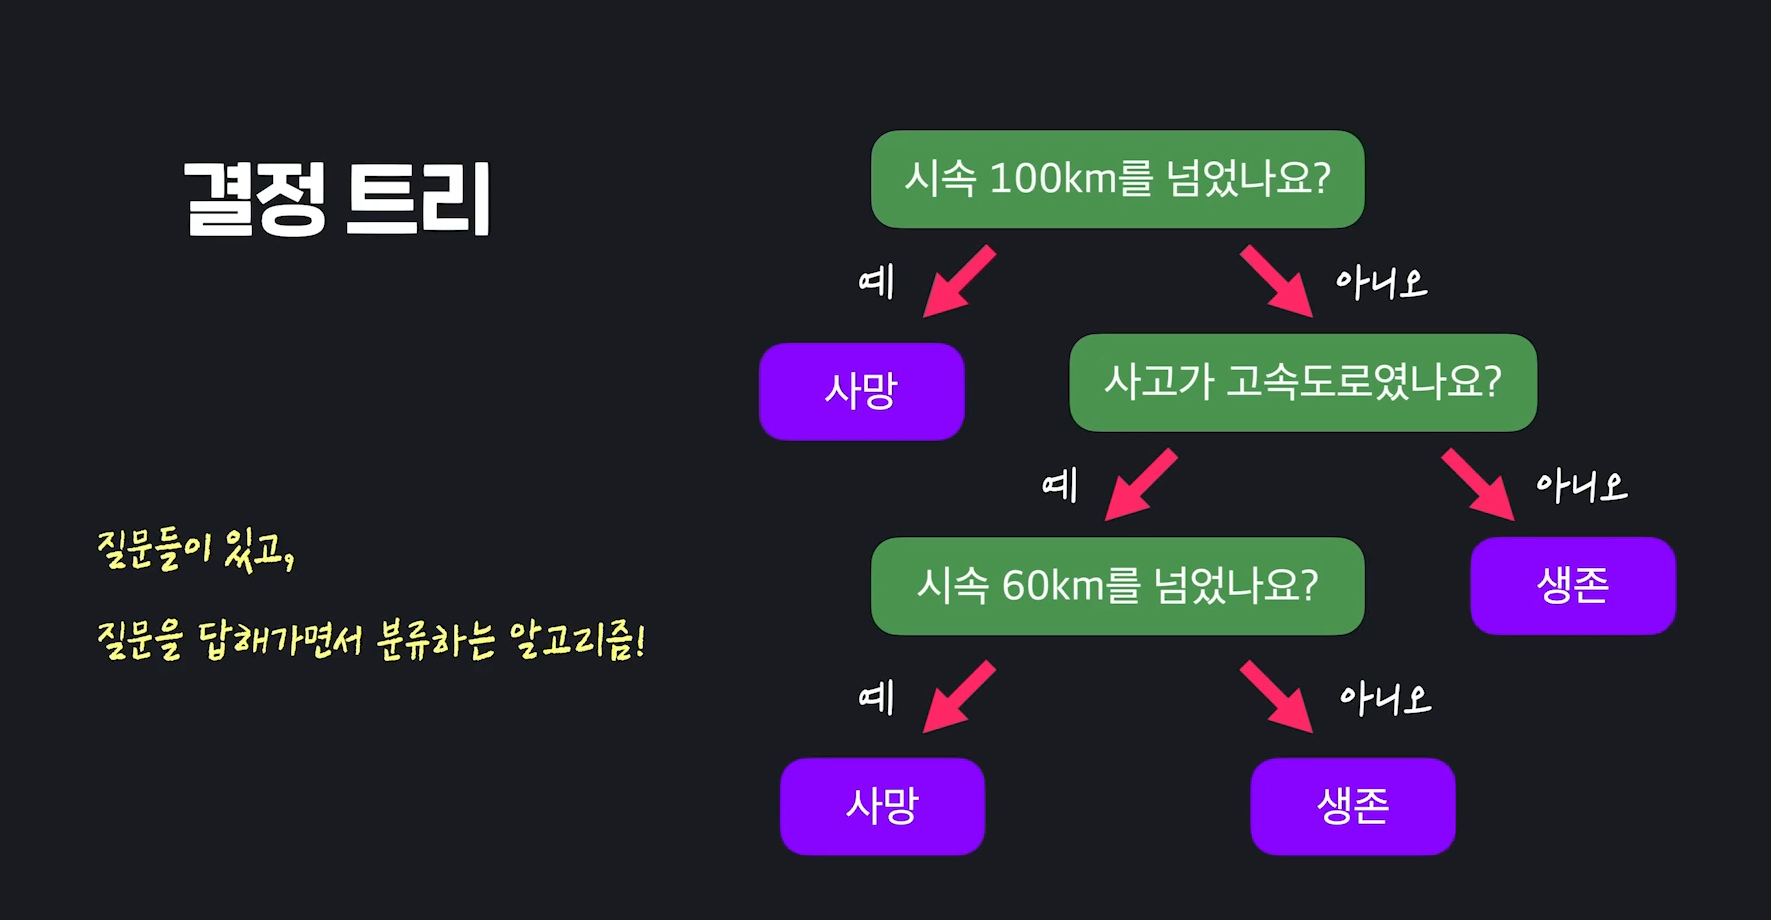 결정 트리
질문들이 있고,
질문을 답해가면서 분류하는 알고리즘!
시속 100km를 넘었나요?
예
아니오
사망
사고가 고속도로였나요?
예
아니오
시속 60km를 넘었나요?
생존
예
아니오
사망
생존